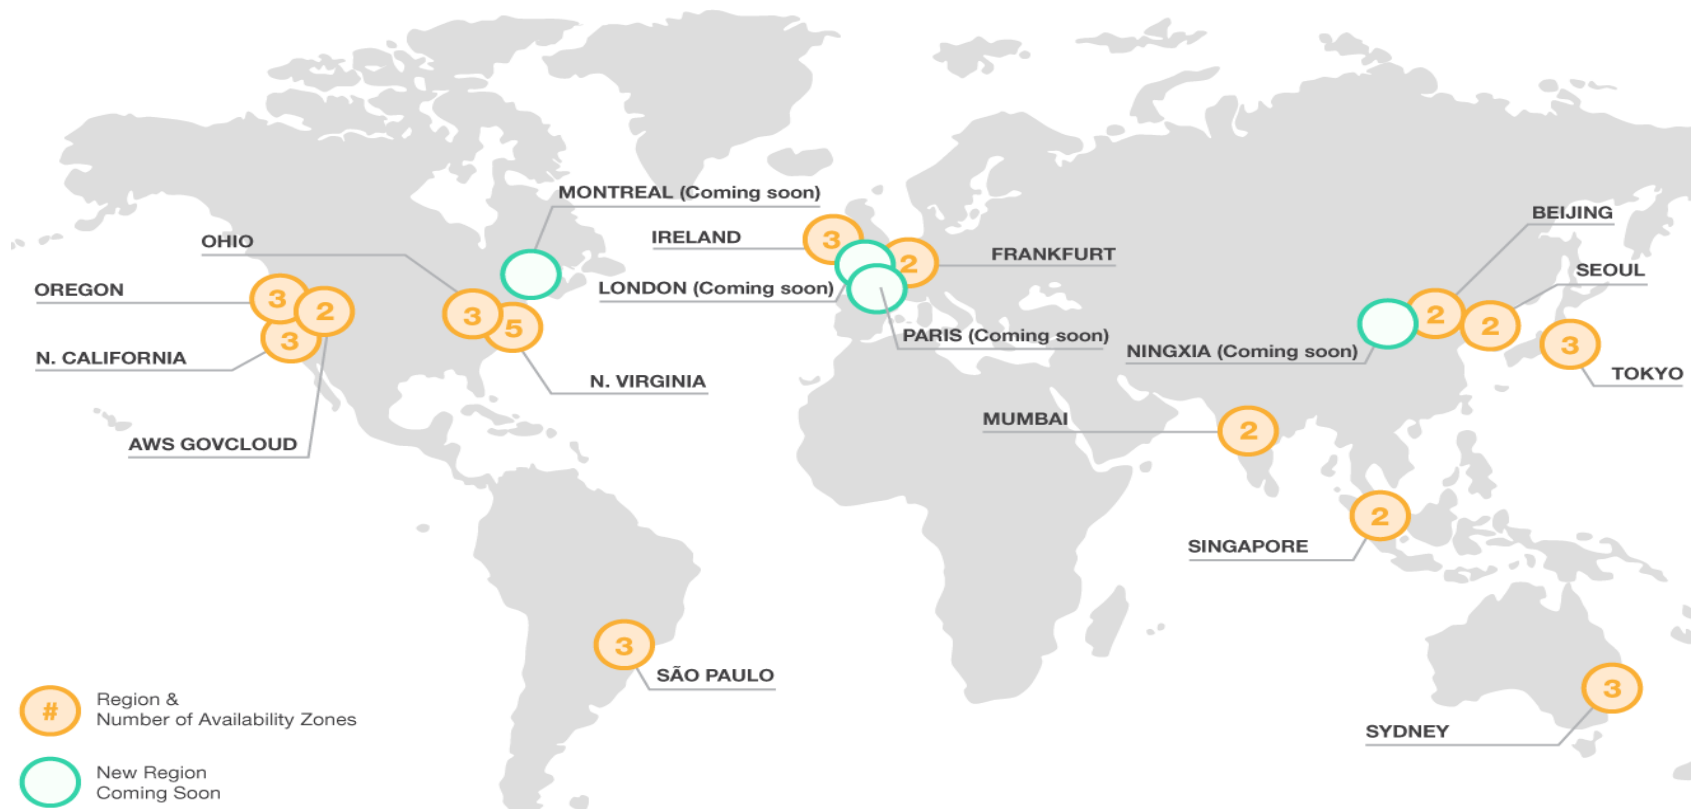 MONTREAL (Coming soon)
OHIO
IRELAND
3
BEIJING
FRANKFURT
2
SEOUL
OREGON
3
2
LONDON (Coming soon)
3
5
2
2
3
PARIS (Coming soon)
N. CALIFORNIA
3
NINGXIA (Coming soon)
N. VIRGINIA
TOKYO
MUMBAI
2
AWS GOVCLOUD
2
SINGAPORE
3
SÃO PAULO
3
SYDNEY
#
Region &
Number of Availability Zones
New Region
Coming Soon